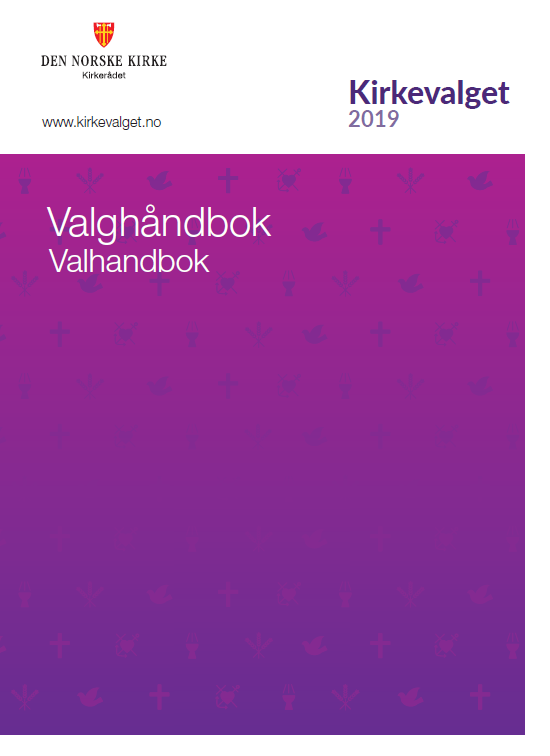 DEN NORSKE KIRKE
Kirkerådet
www.kirkevalget.no
Kirkevalget
2019
Valghåndbok
Valhandbok